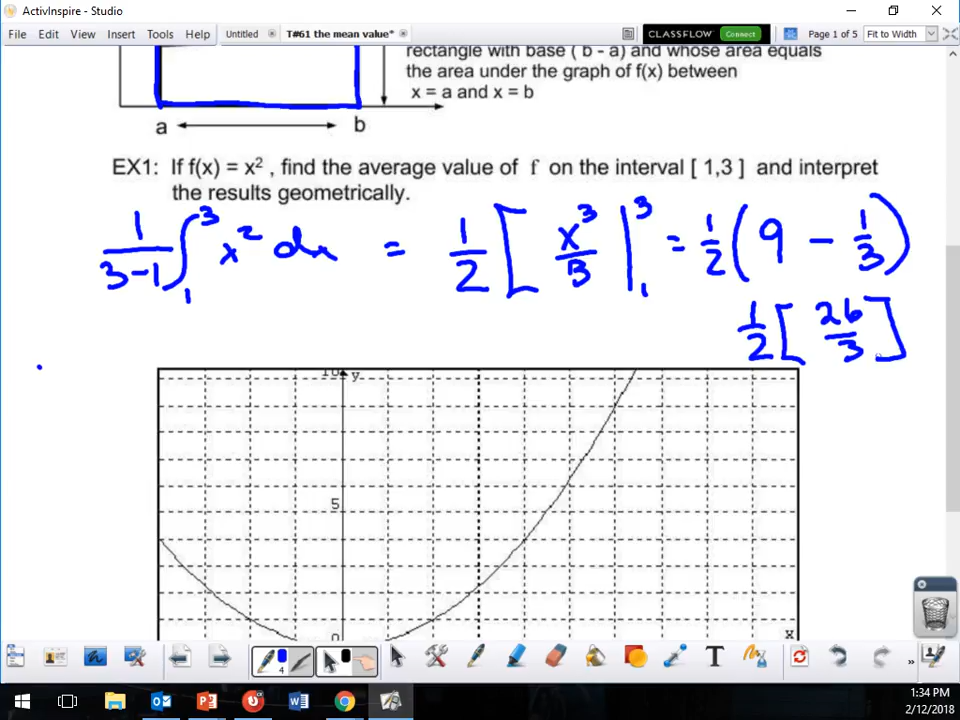 ActivInspire - Studio
File Edit View Insert Tools Help Untitled T#61 the mean value* CLASSFLOW Connect Page 1 of 5 Fit to Width
rectangle with base ( b - a) and whose area equals
the area under the graph of f(x) between
x = a and x = b
a b
EX1: If f(x) = x² , find the average value of f on the interval [ 1,3 ] and interpret
the results geometrically.
1/(3-1) ∫₁³ x² dx = 1/2 [ x³/3 |₁³ = 1/2 ( 9 - 1/3 )
1/2 [ 26/3 ]
10 y
5
0 x
4 T »
1:34 PM
2/12/2018